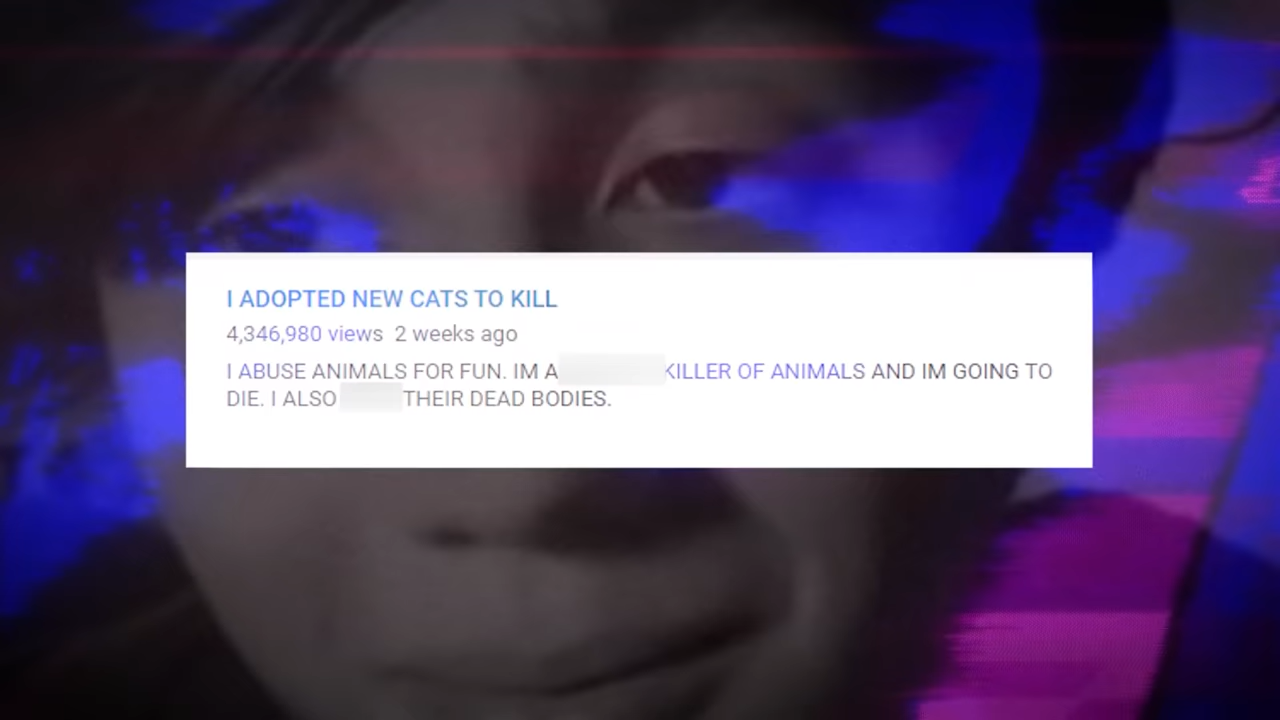 I ADOPTED NEW CATS TO KILL
4,346,980 views 2 weeks ago
I ABUSE ANIMALS FOR FUN. IM A KILLER OF ANIMALS AND IM GOING TO
DIE. I ALSO THEIR DEAD BODIES.